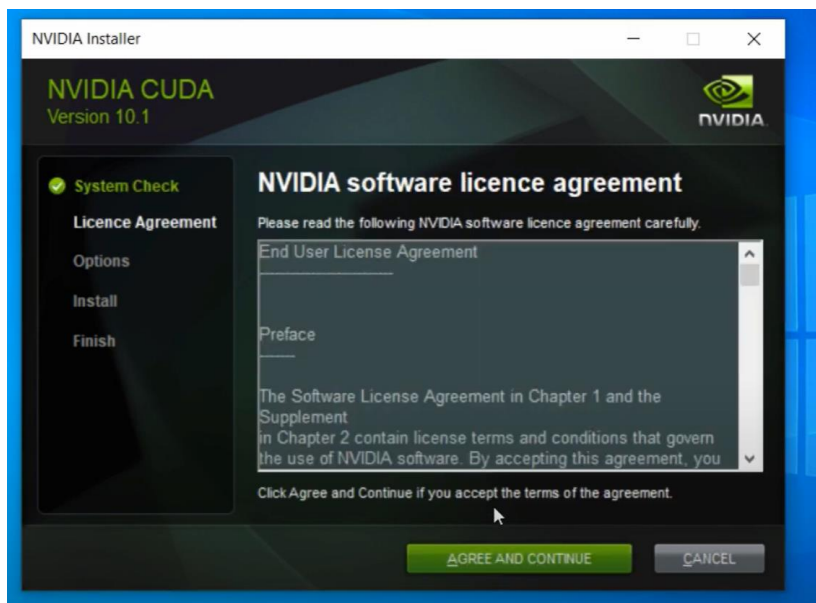 NVIDIA Installer
NVIDIA CUDA
Version 10.1
NVIDIA.
System Check
Licence Agreement
Options
Install
Finish
NVIDIA software licence agreement
Please read the following NVIDIA software licence agreement carefully.
End User License Agreement
--------------------------
Preface
-------
The Software License Agreement in Chapter 1 and the
Supplement
in Chapter 2 contain license terms and conditions that govern
the use of NVIDIA software. By accepting this agreement, you
Click Agree and Continue if you accept the terms of the agreement.
AGREE AND CONTINUE
CANCEL